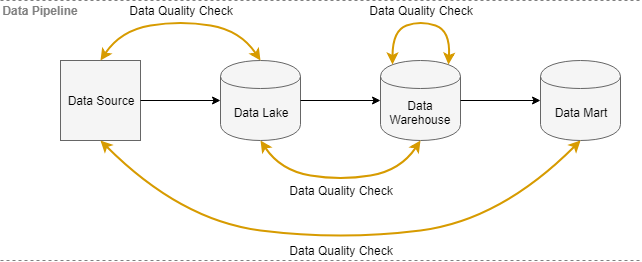 Data Pipeline
Data Quality Check
Data Quality Check
Data Source
Data Lake
Data
Warehouse
Data Mart
Data Quality Check
Data Quality Check